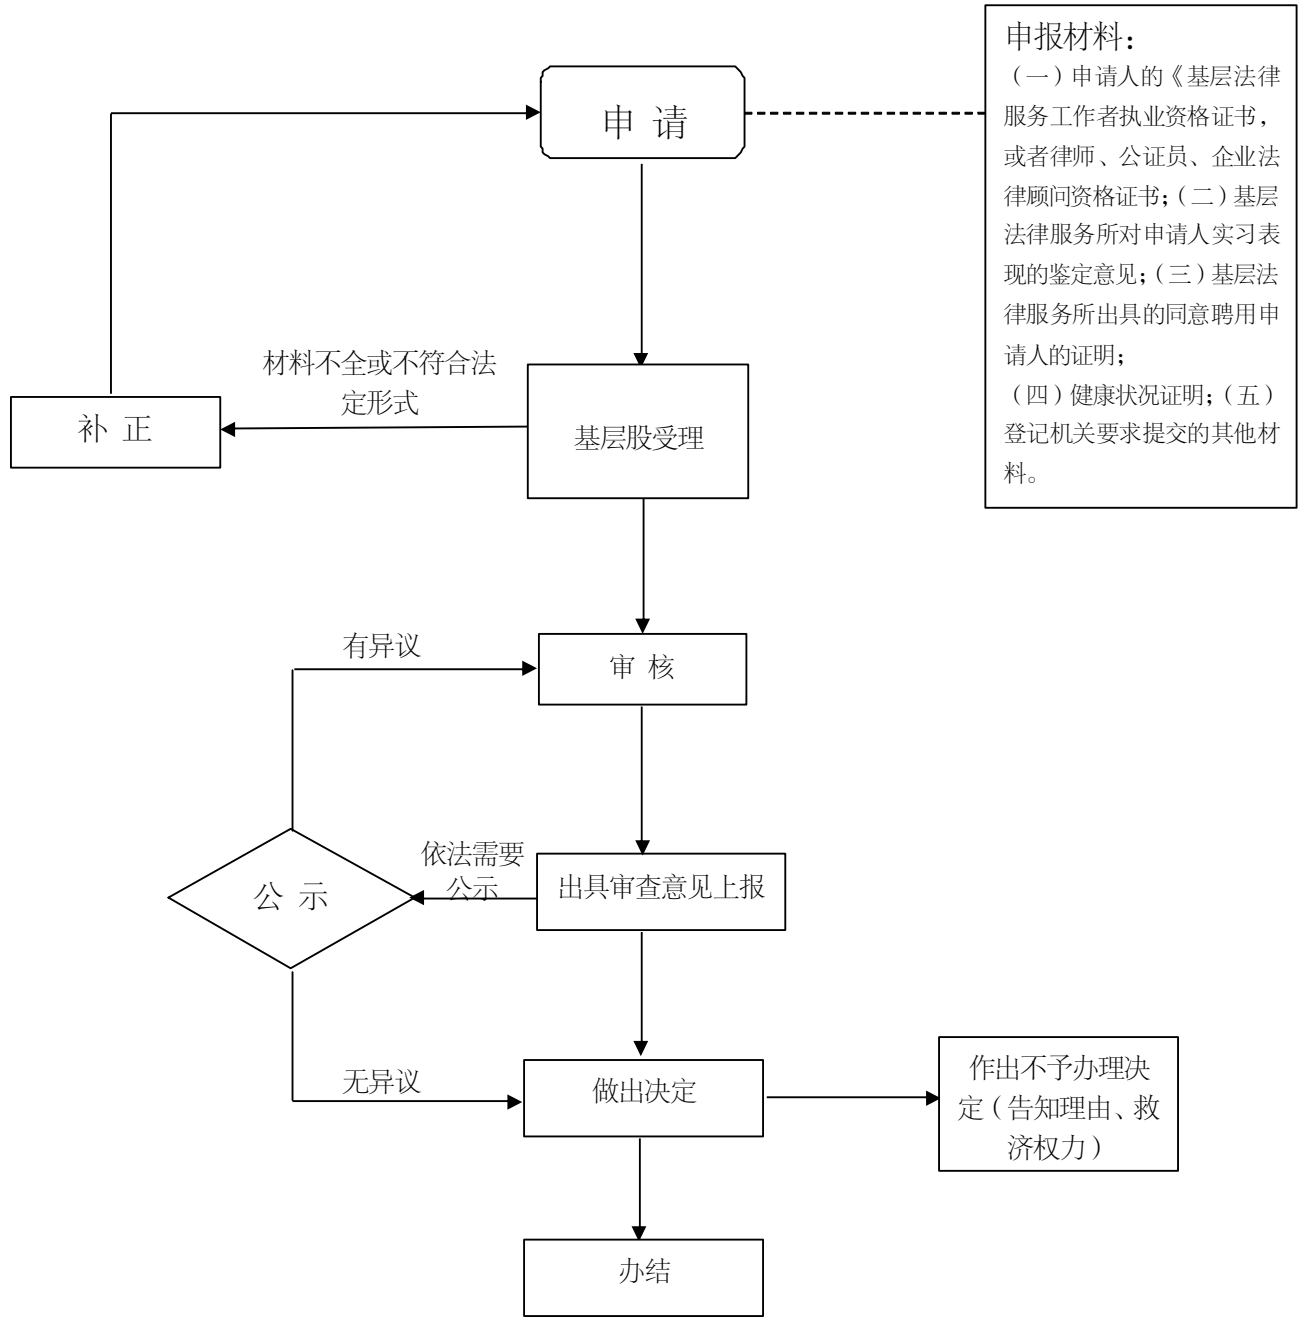 申 请
申报材料：
（一）申请人的《基层法律
服务工作者执业资格证书，
或者律师、公证员、企业法
律顾问资格证书；（二）基层
法律服务所对申请人实习表
现的鉴定意见；（三）基层法
律服务所出具的同意聘用申
请人的证明；
（四）健康状况证明；（五）
登记机关要求提交的其他材
料。
材料不全或不符合法
定形式
补 正
基层股受理
有异议
审 核
依法需要
公示
公 示
出具审查意见上报
无异议
做出决定
作出不予办理决
定（告知理由、救
济权力）
办结